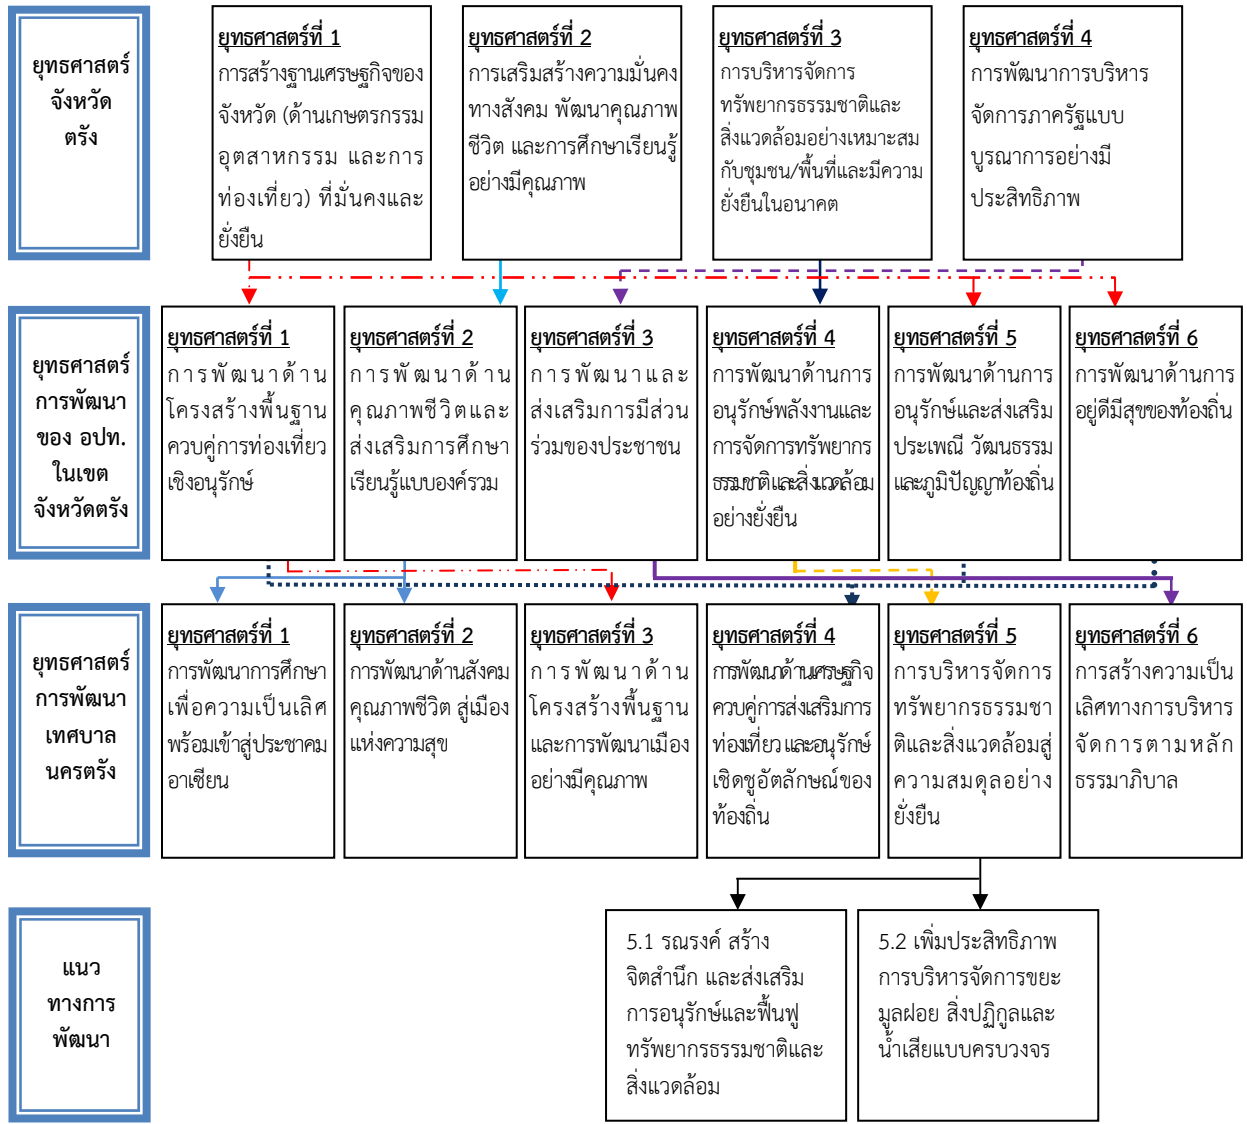 ยุทธศาสตร์
จังหวัด
ตรัง
ยุทธศาสตร์ที่ 1
การสร้างฐานเศรษฐกิจของ
จังหวัด (ด้านเกษตรกรรม
อุตสาหกรรม และการ
ท่องเที่ยว) ที่มั่นคงและ
ยั่งยืน
ยุทธศาสตร์ที่ 2
การเสริมสร้างความมั่นคง
ทางสังคม พัฒนาคุณภาพ
ชีวิต และการศึกษาเรียนรู้
อย่างมีคุณภาพ
ยุทธศาสตร์ที่ 3
การบริหารจัดการ
ทรัพยากรธรรมชาติและ
สิ่งแวดล้อมอย่างเหมาะสม
กับชุมชน/พื้นที่และมีความ
ยั่งยืนในอนาคต
ยุทธศาสตร์ที่ 4
การพัฒนาการบริหาร
จัดการภาครัฐแบบ
บูรณาการอย่างมี
ประสิทธิภาพ
ยุทธศาสตร์
การพัฒนา
ของ อปท.
ในเขต
จังหวัดตรัง
ยุทธศาสตร์ที่ 1
การพัฒนาด้าน
โครงสร้างพื้นฐาน
ควบคู่การท่องเที่ยว
เชิงอนุรักษ์
ยุทธศาสตร์ที่ 2
การพัฒนาด้าน
คุณภาพชีวิตและ
ส่งเสริมการศึกษา
เรียนรู้แบบองค์รวม
ยุทธศาสตร์ที่ 3
การพัฒนาและ
ส่งเสริมการมีส่วน
ร่วมของประชาชน
ยุทธศาสตร์ที่ 4
การพัฒนาด้านการ
อนุรักษ์พลังงานและ
การจัดการทรัพยากร
ธรรมชาติและสิ่งแวดล้อม
อย่างยั่งยืน
ยุทธศาสตร์ที่ 5
การพัฒนาด้านการ
อนุรักษ์และส่งเสริม
ประเพณี วัฒนธรรม
และภูมิปัญญาท้องถิ่น
ยุทธศาสตร์ที่ 6
การพัฒนาด้านการ
อยู่ดีมีสุขของท้องถิ่น
ยุทธศาสตร์
การพัฒนา
เทศบาล
นครตรัง
ยุทธศาสตร์ที่ 1
การพัฒนาการศึกษา
เพื่อความเป็นเลิศ
พร้อมเข้าสู่ประชาคม
อาเซียน
ยุทธศาสตร์ที่ 2
การพัฒนาด้านสังคม
คุณภาพชีวิต สู่เมือง
แห่งความสุข
ยุทธศาสตร์ที่ 3
การพัฒนาด้าน
โครงสร้างพื้นฐาน
และการพัฒนาเมือง
อย่างมีคุณภาพ
ยุทธศาสตร์ที่ 4
การพัฒนาด้านเศรษฐกิจ
ควบคู่การส่งเสริมการ
ท่องเที่ยว และอนุรักษ์
เชิดชูอัตลักษณ์ของ
ท้องถิ่น
ยุทธศาสตร์ที่ 5
การบริหารจัดการ
ทรัพยากรธรรมชา
ติและสิ่งแวดล้อมสู่
ความสมดุลอย่าง
ยั่งยืน
ยุทธศาสตร์ที่ 6
การสร้างความเป็น
เลิศทางการบริหาร
จัดการตามหลัก
ธรรมาภิบาล
แนว
ทางการ
พัฒนา
5.1 รณรงค์ สร้าง
จิตสำนึก และส่งเสริม
การอนุรักษ์และฟื้นฟู
ทรัพยากรธรรมชาติและ
สิ่งแวดล้อม
5.2 เพิ่มประสิทธิภาพ
การบริหารจัดการขยะ
มูลฝอย สิ่งปฏิกูลและ
น้ำเสียแบบครบวงจร